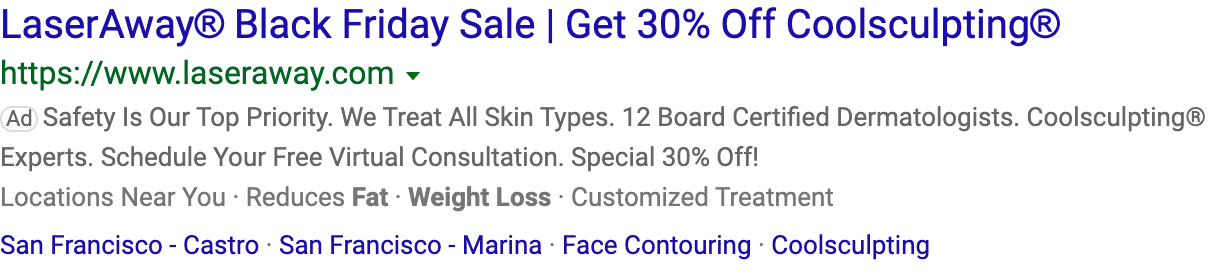 LaserAway® Black Friday Sale | Get 30% Off Coolsculpting®
https://www.laseraway.com
Ad Safety Is Our Top Priority. We Treat All Skin Types. 12 Board Certified Dermatologists. Coolsculpting®
Experts. Schedule Your Free Virtual Consultation. Special 30% Off!
Locations Near You · Reduces Fat · Weight Loss · Customized Treatment
San Francisco - Castro · San Francisco - Marina · Face Contouring · Coolsculpting